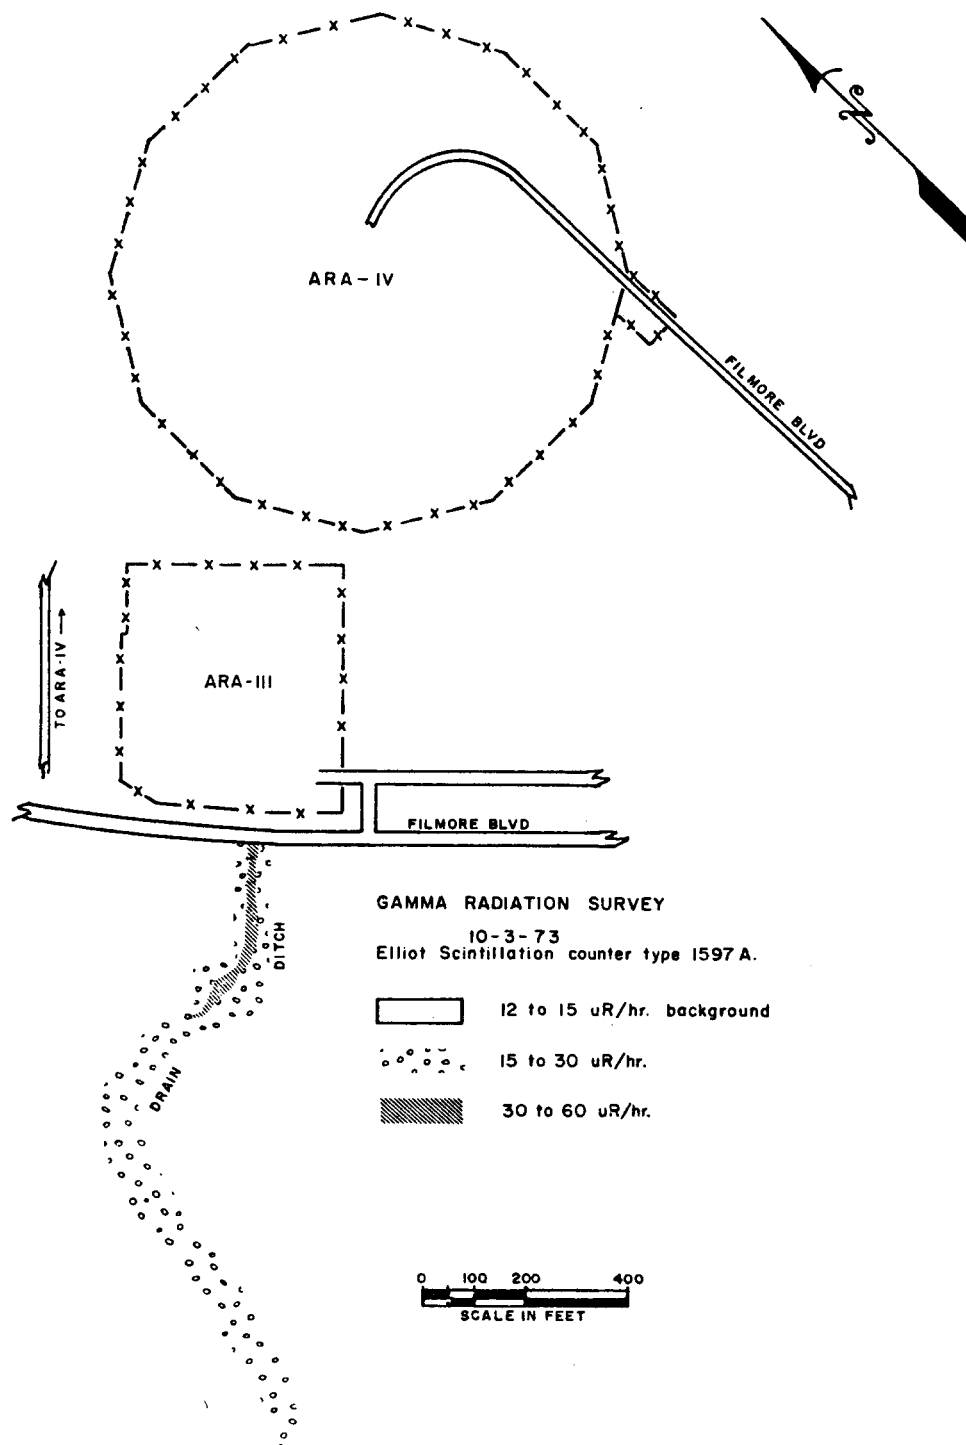 N
ARA-IV
FILMORE BLVD
TO ARA-IV →
ARA-III
FILMORE BLVD
DITCH
DRAIN
GAMMA RADIATION SURVEY
10-3-73
Elliot Scintillation counter type 1597A.
12 to 15 uR/hr. background
15 to 30 uR/hr.
30 to 60 uR/hr.
0 100 200 400
SCALE IN FEET